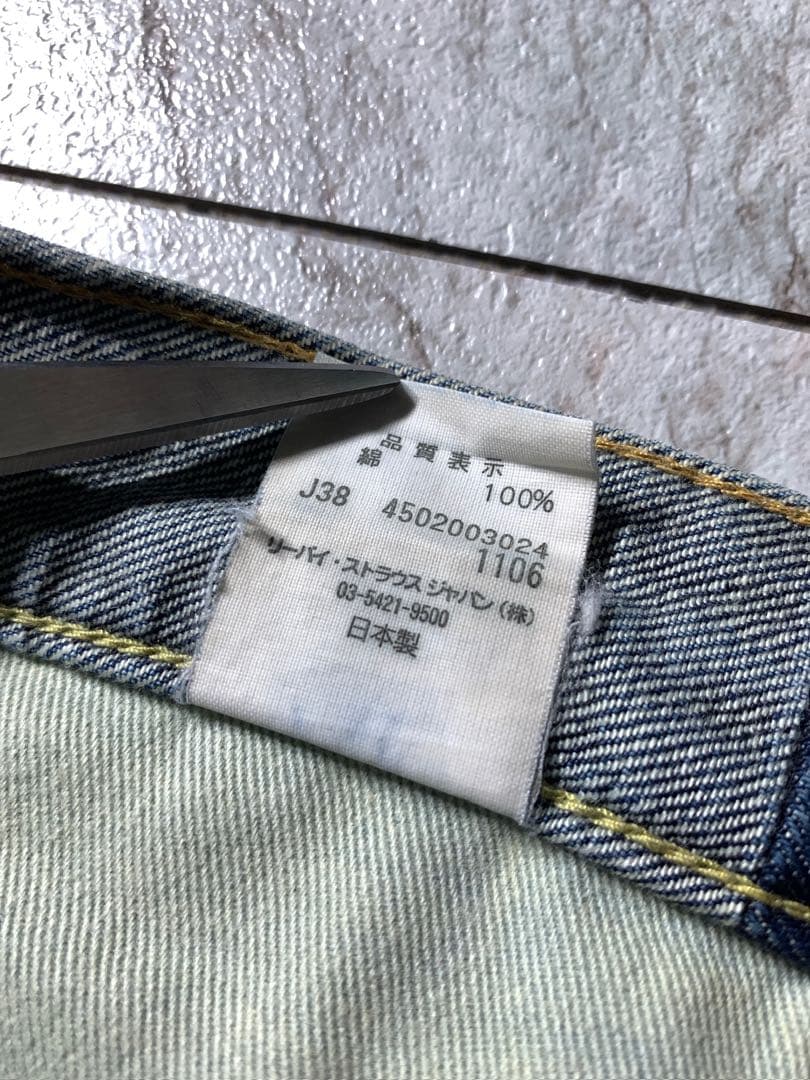 品質表示
綿 100%
J38 4502003024
1106
リーバイ・ストラウス ジャパン(株)
03-5421-9500
日本製